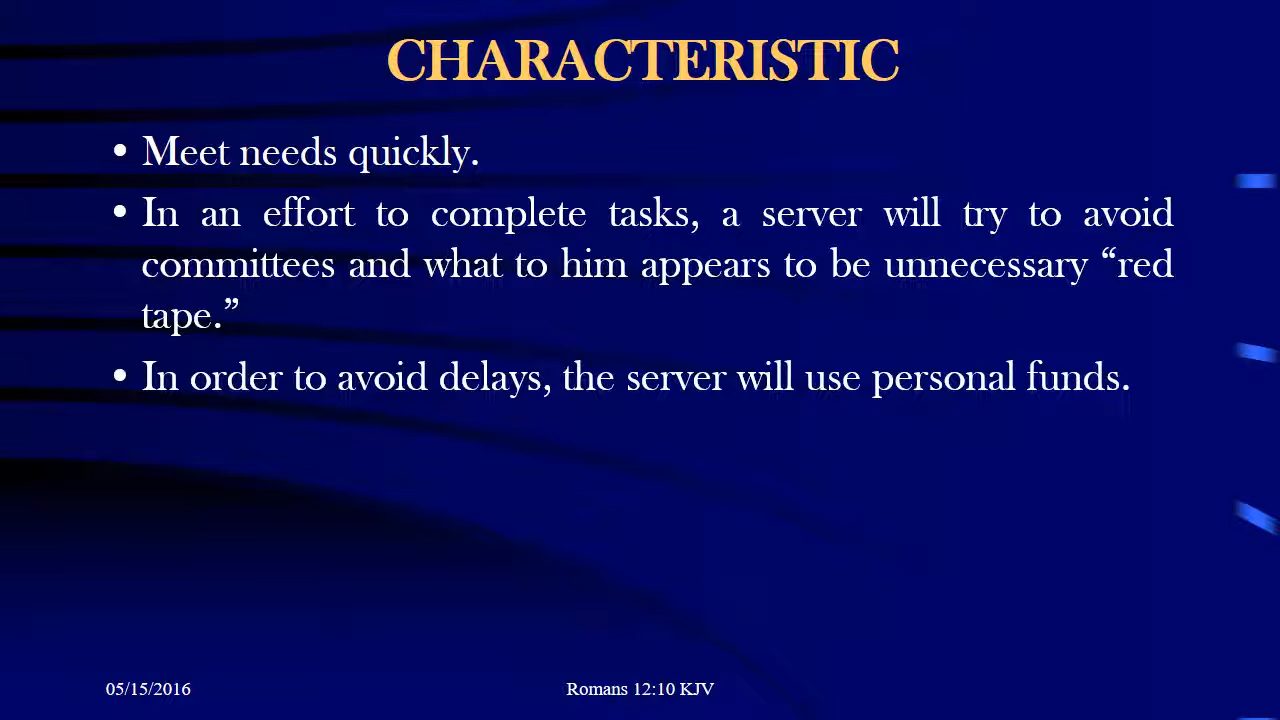 CHARACTERISTIC
• Meet needs quickly.
• In an effort to complete tasks, a server will try to avoid
committees and what to him appears to be unnecessary “red
tape.”
• In order to avoid delays, the server will use personal funds.
05/15/2016
Romans 12:10 KJV